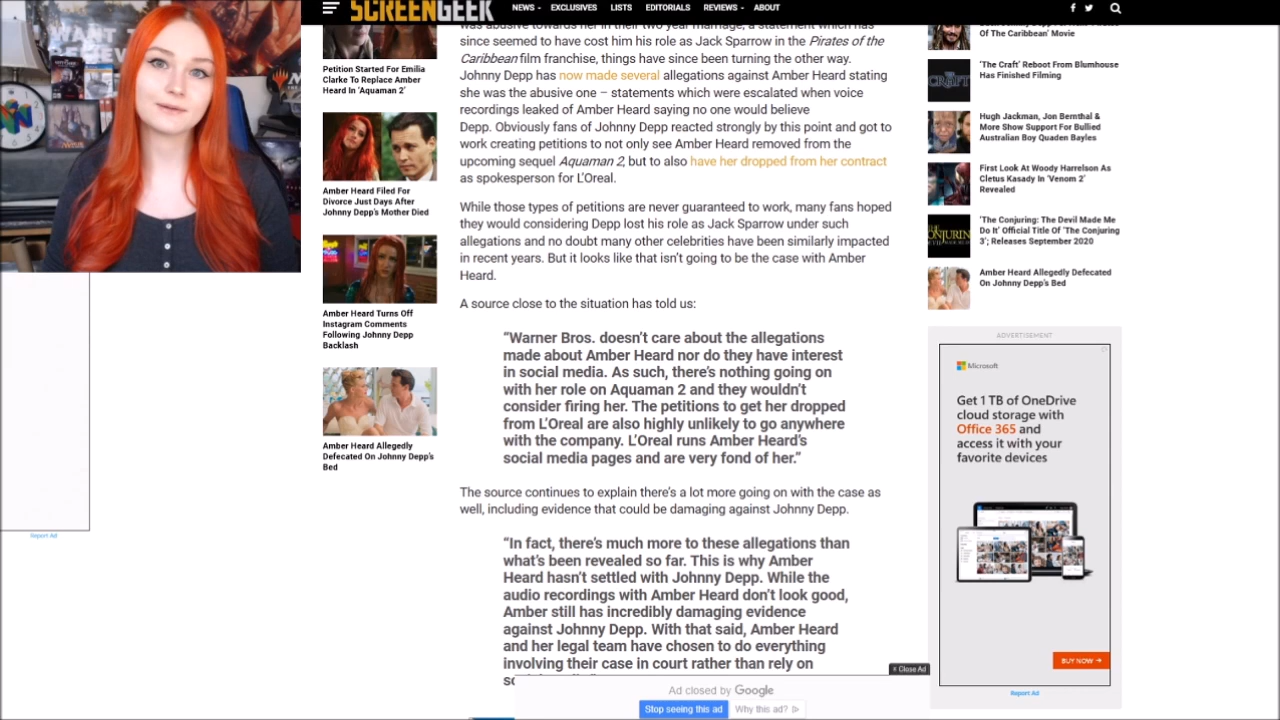 SCREENGEEK
NEWS
EXCLUSIVES
LISTS
EDITORIALS
REVIEWS
ABOUT
Petition Started For Emilia
Clarke To Replace Amber
Heard In 'Aquaman 2'
Amber Heard Filed For
Divorce Just Days After
Johnny Depp's Mother Died
Amber Heard Turns Off
Instagram Comments
Following Johnny Depp
Backlash
Amber Heard Allegedly
Defecated On Johnny Depp's
Bed
Report Ad
was abusive towards her in their two year marriage, a statement which has
since seemed to have cost him his role as Jack Sparrow in the Pirates of the
Caribbean film franchise, things have since been turning the other way.
Johnny Depp has now made several allegations against Amber Heard stating
she was the abusive one – statements which were escalated when voice
recordings leaked of Amber Heard saying no one would believe
Depp. Obviously fans of Johnny Depp reacted strongly by this point and got to
work creating petitions to not only see Amber Heard removed from the
upcoming sequel Aquaman 2, but to also have her dropped from her contract
as spokesperson for L'Oreal.
While those types of petitions are never guaranteed to work, many fans hoped
they would considering Depp lost his role as Jack Sparrow under such
allegations and no doubt many other celebrities have been similarly impacted
in recent years. But it looks like that isn't going to be the case with Amber
Heard.
A source close to the situation has told us:
"Warner Bros. doesn't care about the allegations
made about Amber Heard nor do they have interest
in social media. As such, there's nothing going on
with her role on Aquaman 2 and they wouldn't
consider firing her. The petitions to get her dropped
from L'Oreal are also highly unlikely to go anywhere
with the company. L'Oreal runs Amber Heard's
social media pages and are very fond of her."
The source continues to explain there's a lot more going on with the case as
well, including evidence that could be damaging against Johnny Depp.
"In fact, there's much more to these allegations than
what's been revealed so far. This is why Amber
Heard hasn't settled with Johnny Depp. While the
audio recordings with Amber Heard don't look good,
Amber still has incredibly damaging evidence
against Johnny Depp. With that said, Amber Heard
and her legal team have chosen to do everything
involving their case in court rather than rely on
Of The Caribbean' Movie
'The Craft' Reboot From Blumhouse
Has Finished Filming
Hugh Jackman, Jon Bernthal &
More Show Support For Bullied
Australian Boy Quaden Bayles
First Look At Woody Harrelson As
Cletus Kasady In 'Venom 2'
Revealed
'The Conjuring: The Devil Made Me
Do It' Official Title Of 'The Conjuring
3'; Releases September 2020
Amber Heard Allegedly Defecated
On Johnny Depp's Bed
ADVERTISEMENT
Microsoft
Get 1 TB of OneDrive
cloud storage with
Office 365 and
access it with your
favorite devices
BUY NOW →
Report Ad
x Close Ad
Ad closed by Google
Stop seeing this ad
Why this ad?